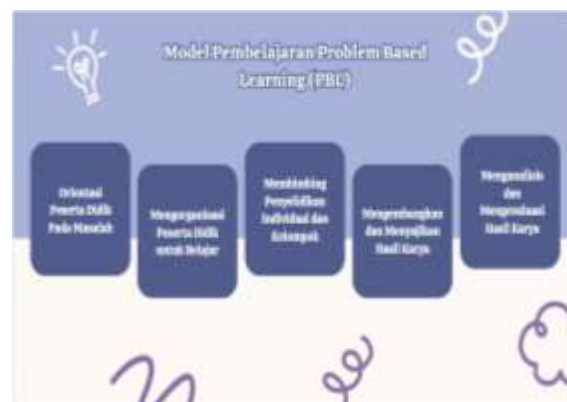 Model Pembelajaran Problem Based
Learning (PBL)
Orientasi
Peserta Didik
Pada Masalah
Mengorganisasi
Peserta Didik
untuk Belajar
Membimbing
Penyelidikan
Individual dan
Kelompok
Mengembangkan
dan Menyajikan
Hasil Karya
Menganalisis
dan
Mengevaluasi
Hasil Karya